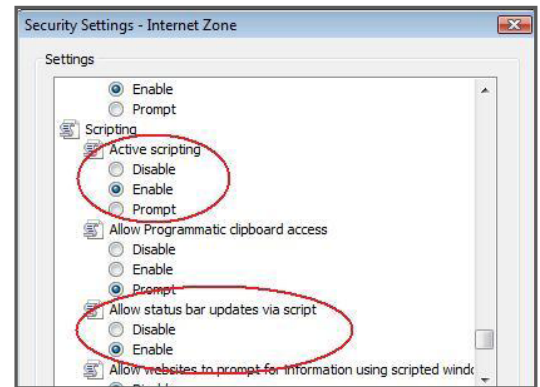 Security Settings - Internet Zone
Settings
Enable
Prompt
Scripting
Active scripting
Disable
Enable
Prompt
Allow Programmatic clipboard access
Disable
Enable
Prompt
Allow status bar updates via script
Disable
Enable
Allow websites to prompt for information using scripted